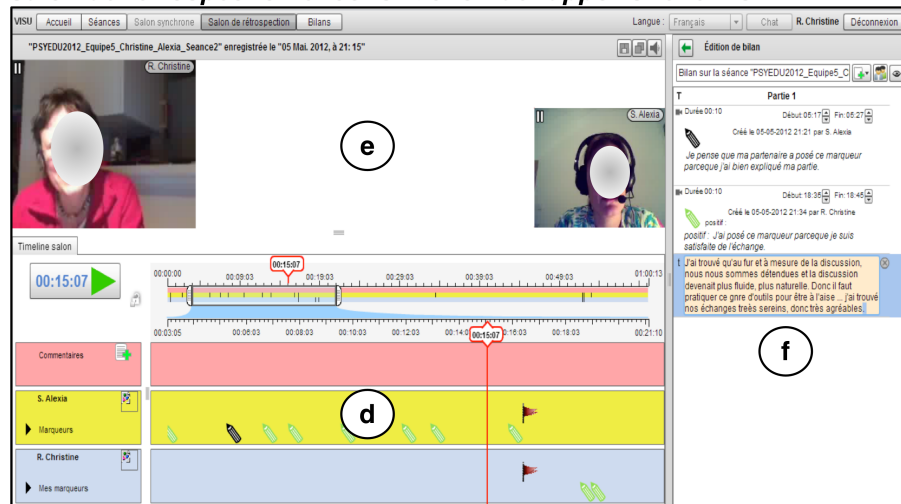 VISU Accueil Séances Salon synchrone Salon de rétrospection Bilans Langue : Français Chat R. Christine Déconnexion
"PSYEDU2012_Equipe5_Christine_Alexia_Seance2" enregistrée le "05 Mai. 2012, à 21: 15"
R. Christine
S. Alexia
e
Timeline salon
00:15:07
00:00:00 00:09:03 00:19:03 00:29:03 00:39:03 00:49:03 01:00:13
00:15:07
00:03:05 00:06:03 00:08:03 00:10:03 00:12:03 00:16:03 00:18:03 00:21:10
00:15:07
Commentaires
S. Alexia
Marqueurs
d
R. Christine
Mes marqueurs
Édition de bilan
Bilan sur la séance "PSYEDU2012_Equipe5_C
T Partie 1
Durée 00:10 Début 05:17 Fin: 05:27
Créé le 05-05-2012 21:21 par S. Alexia
Je pense que ma partenaire a posé ce marqueur
parceque j'ai bien expliqué ma partie.
Durée 00:10 Début 18:35 Fin: 18:45
Créé le 05-05-2012 21:34 par R. Christine
positif :
positif : J'ai posé ce marqueur parceque je suis
satisfaite de l'échange.
t J'ai trouvé qu'au fur et à mesure de la discussion,
nous nous sommes détendues et la discussion
devenait plus fluide, plus naturelle. Donc il faut
pratiquer ce gnre d'outils pour être à l'aise ... j'ai trouvé
nos échanges treès sereins, donc très agréables.
f